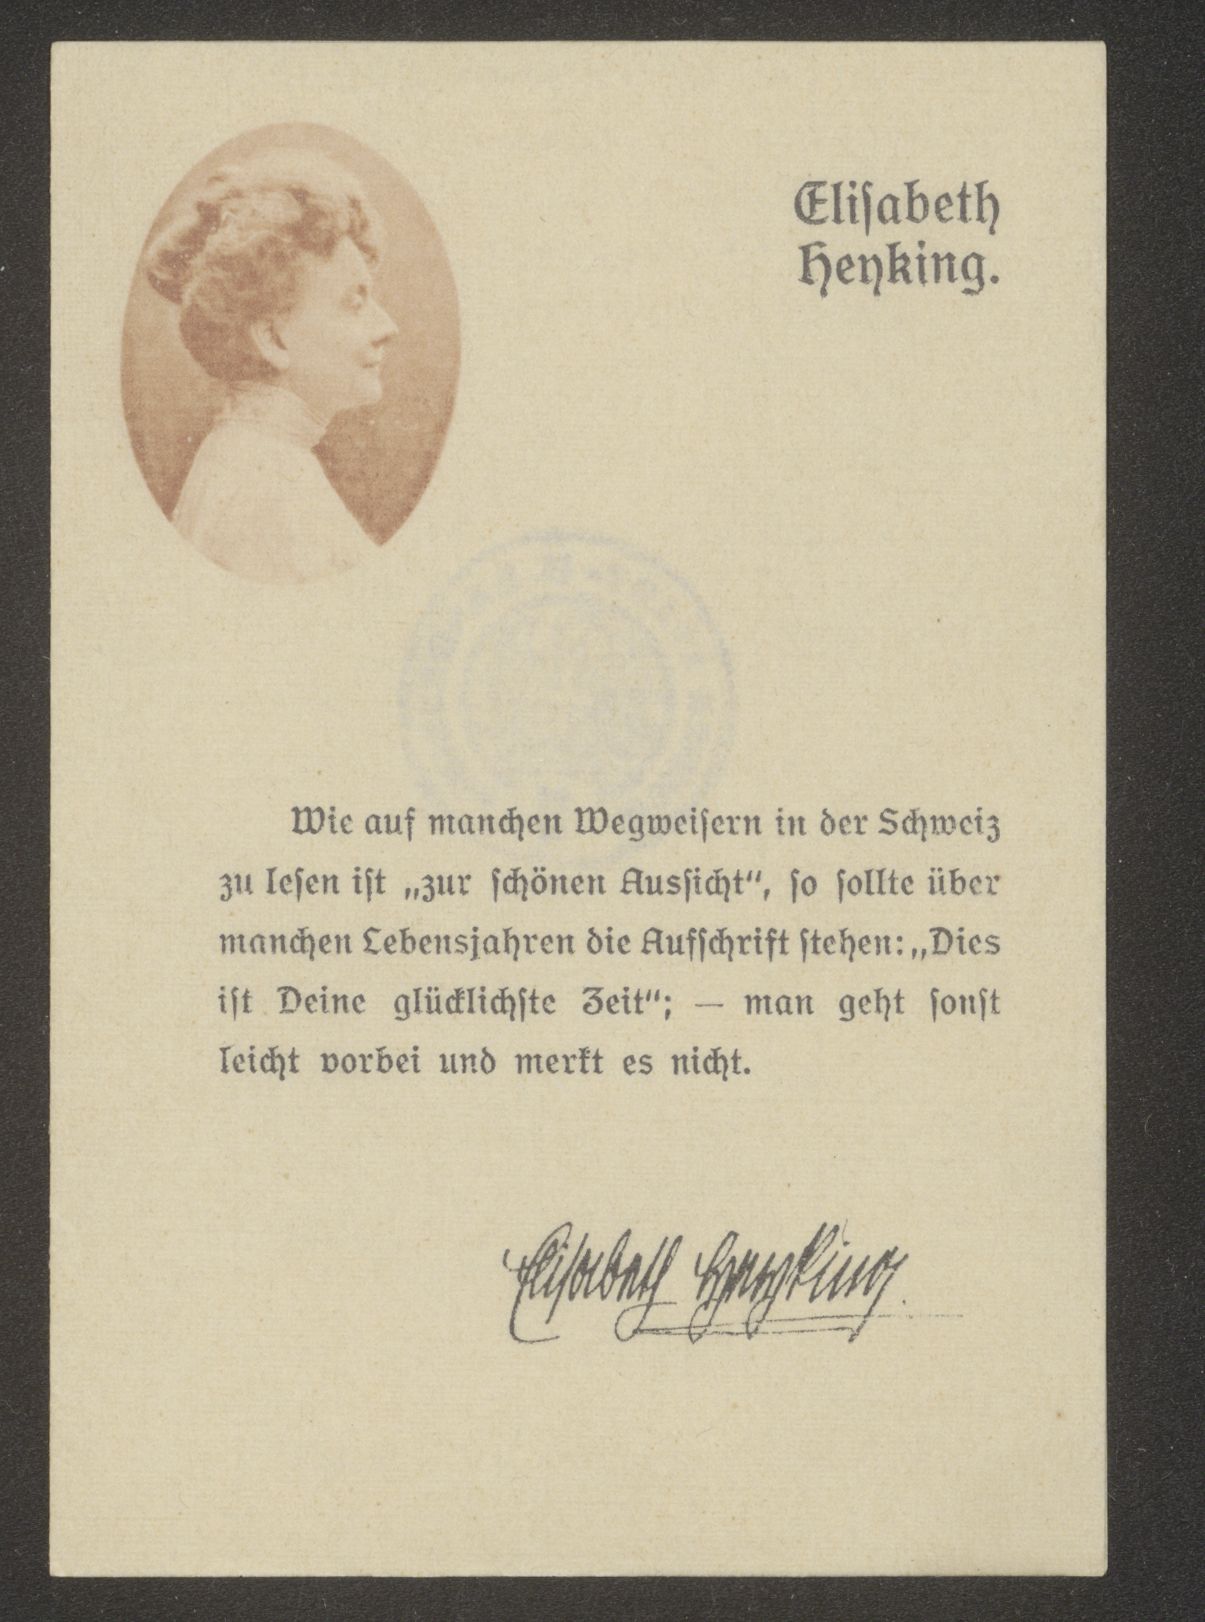 Elisabeth
Heyking.
Wie auf manchen Wegweisern in der Schweiz
zu lesen ist „zur schönen Aussicht“, so sollte über
manchen Lebensjahren die Aufschrift stehen: „Dies
ist Deine glücklichste Zeit“; — man geht sonst
leicht vorbei und merkt es nicht.
Elisabeth Heyking.